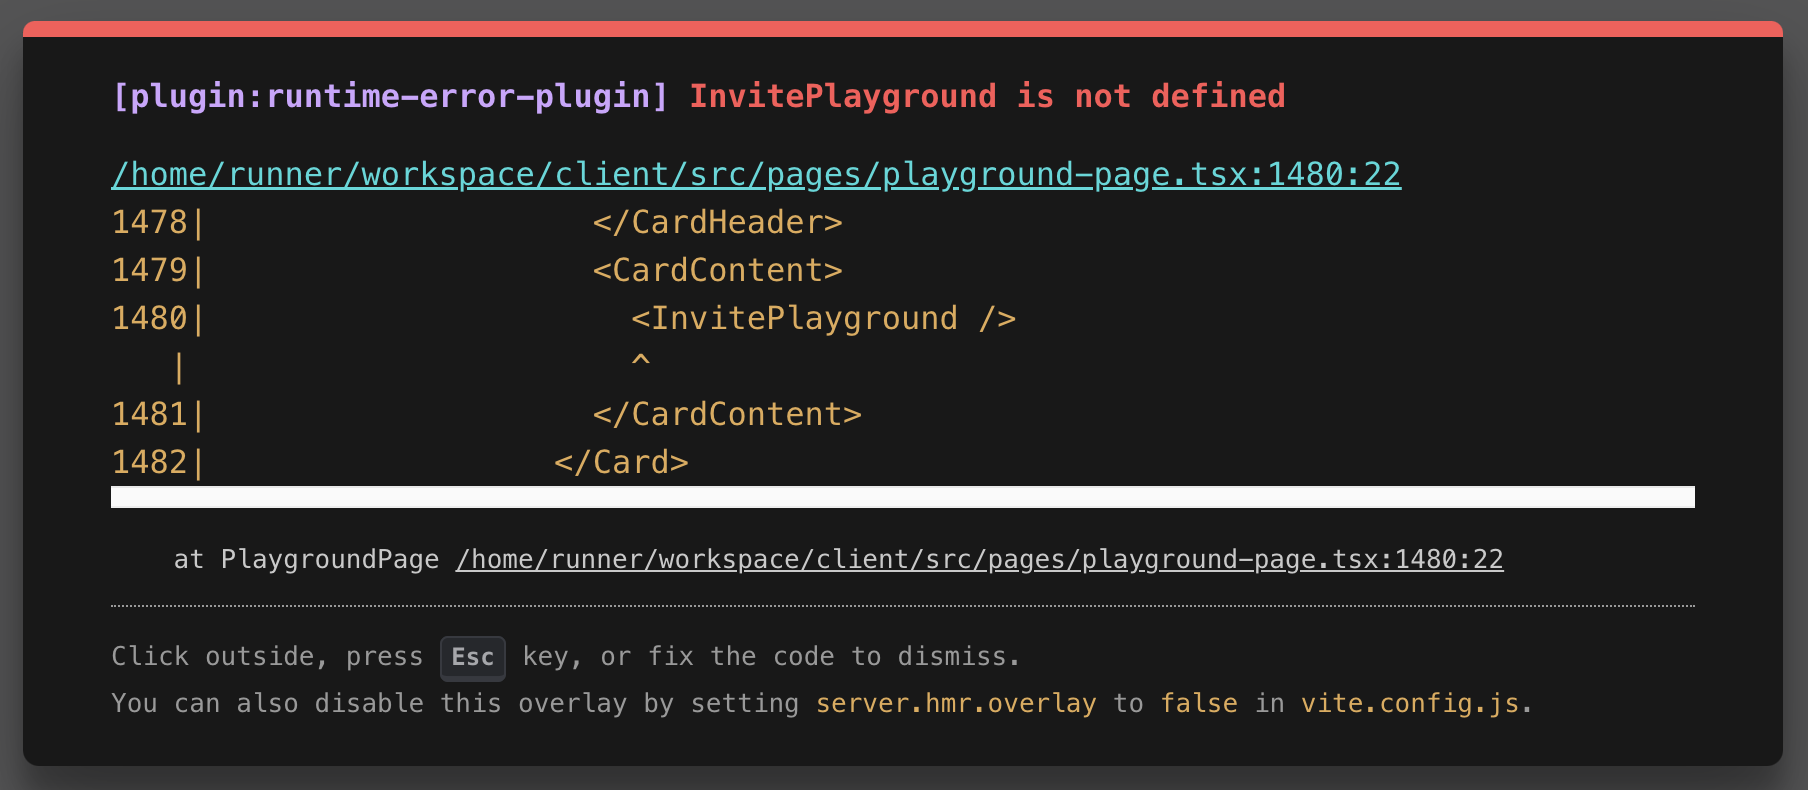 [plugin:runtime-error-plugin] InvitePlayground is not defined
/home/runner/workspace/client/src/pages/playground-page.tsx:1480:22
1478|                    </CardHeader>
1479|                    <CardContent>
1480|                      <InvitePlayground />
   |                       ^
1481|                    </CardContent>
1482|                  </Card>
at PlaygroundPage /home/runner/workspace/client/src/pages/playground-page.tsx:1480:22
Click outside, press Esc key, or fix the code to dismiss.
You can also disable this overlay by setting server.hmr.overlay to false in vite.config.js.